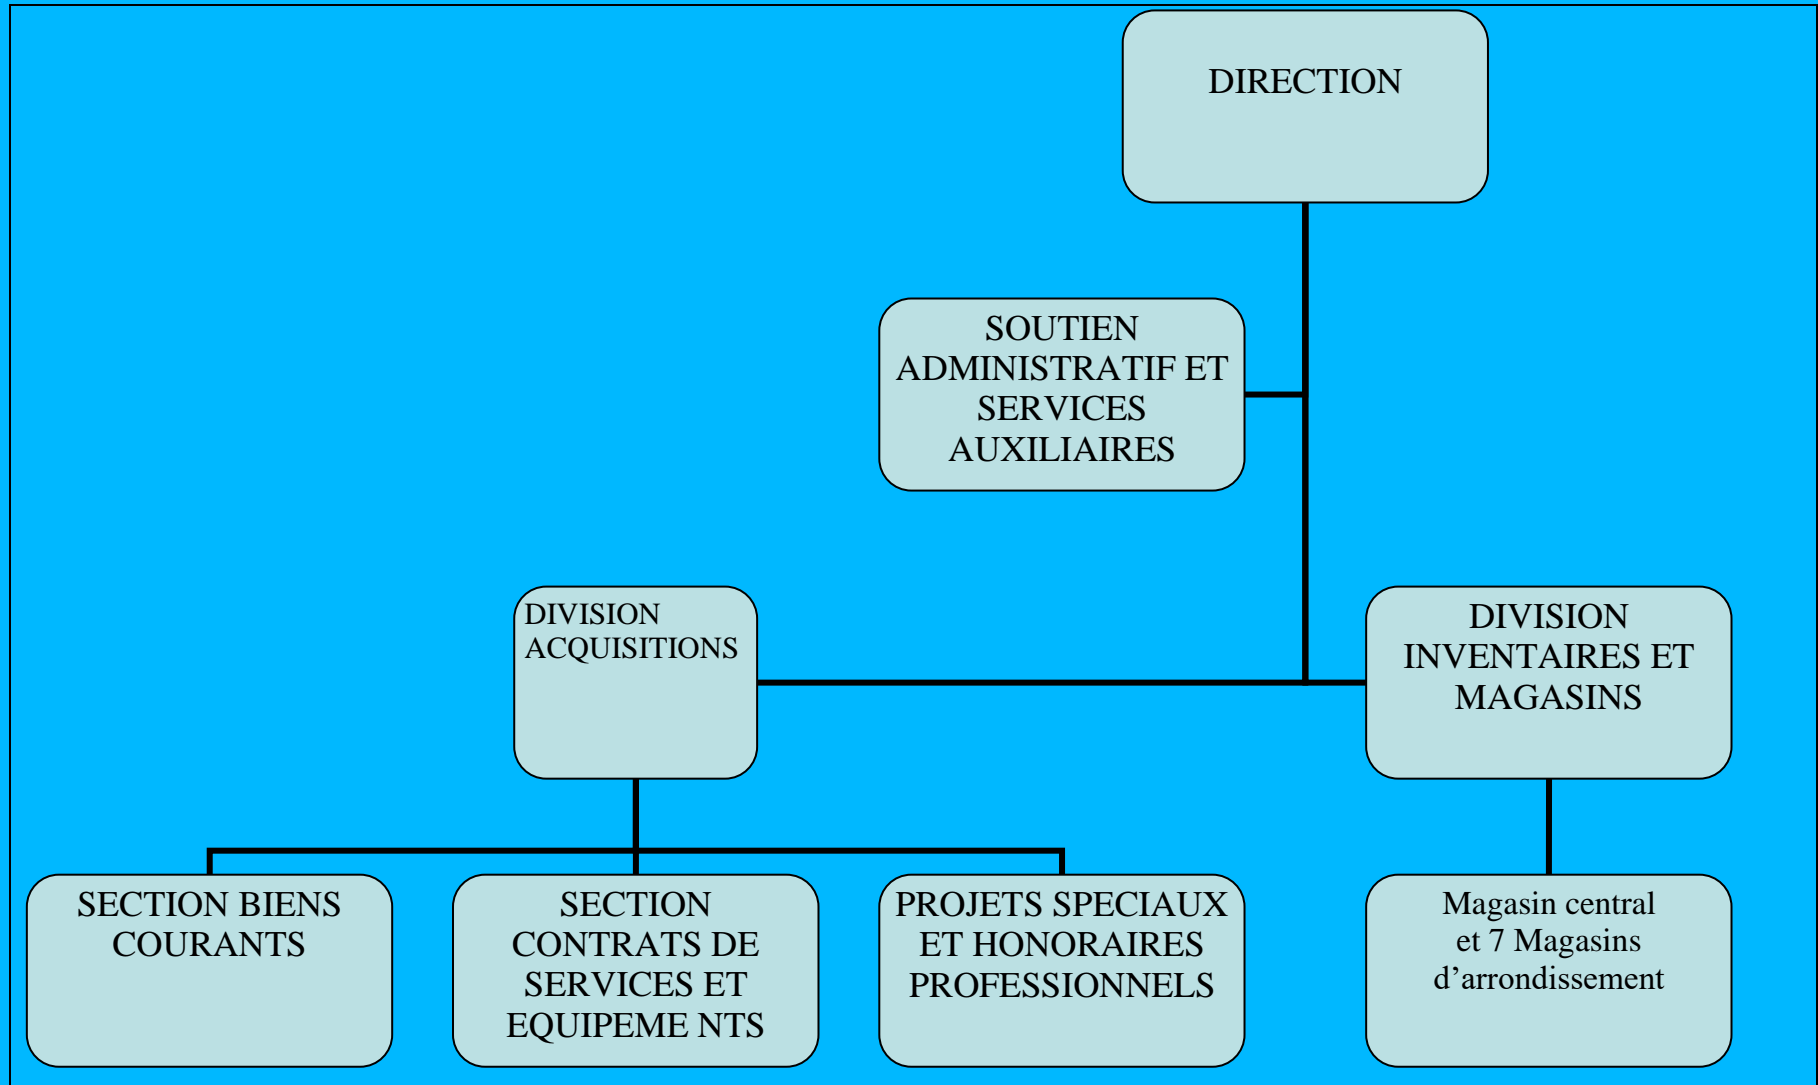 DIRECTION
SOUTIEN
ADMINISTRATIF ET
SERVICES
AUXILIAIRES
DIVISION
ACQUISITIONS
DIVISION
INVENTAIRES ET
MAGASINS
SECTION BIENS
COURANTS
SECTION
CONTRATS DE
SERVICES ET
EQUIPEME NTS
PROJETS SPECIAUX
ET HONORAIRES
PROFESSIONNELS
Magasin central
et 7 Magasins
d’arrondissement